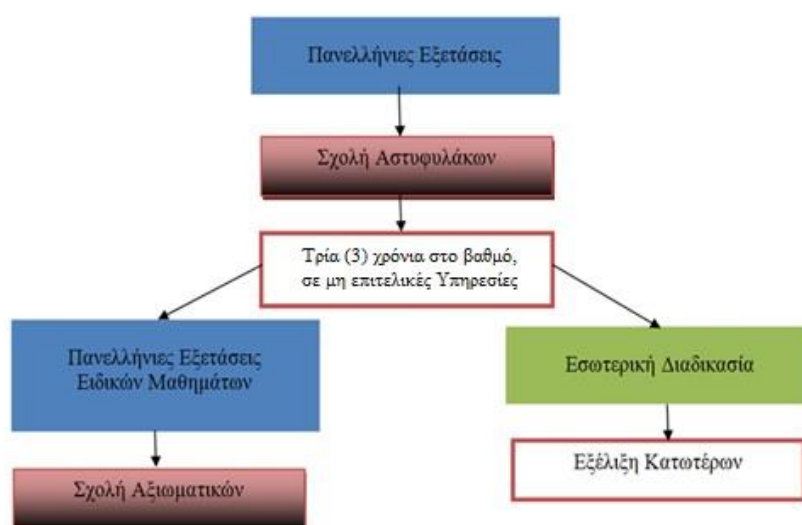 Πανελλήνιες Εξετάσεις
Σχολή Αστυφυλάκων
Τρία (3) χρόνια στο βαθμό,
σε μη επιτελικές Υπηρεσίες
Πανελλήνιες Εξετάσεις
Ειδικών Μαθημάτων
Εσωτερική Διαδικασία
Σχολή Αξιωματικών
Εξέλιξη Κατωτέρων